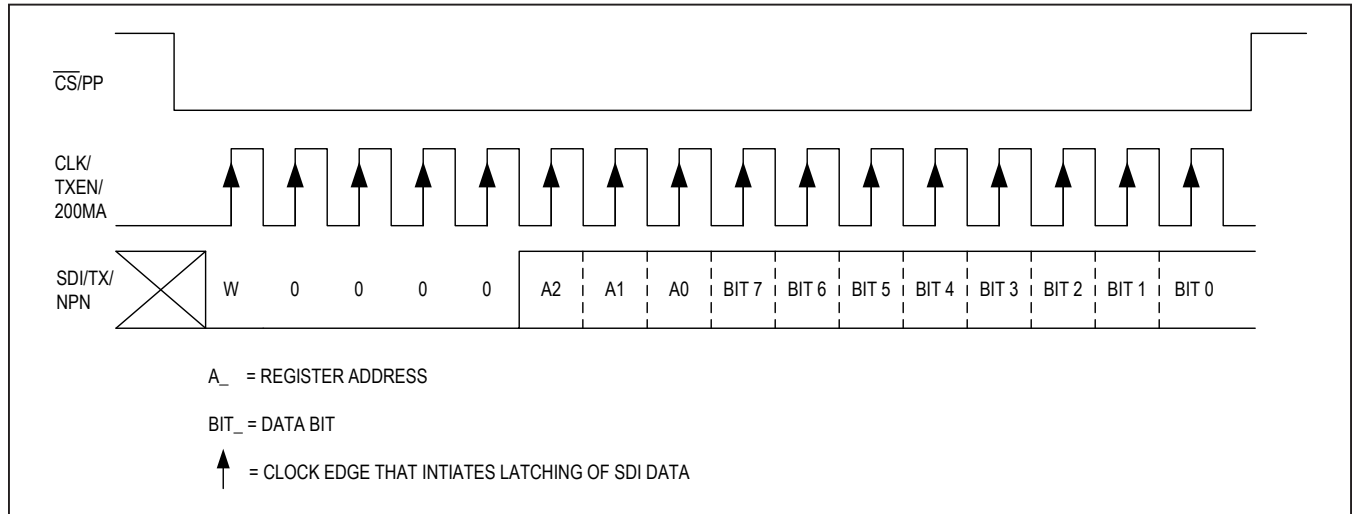 CS/PP
CLK/
TXEN/
200MA
SDI/TX/
NPN
W 0 0 0 0 A2 A1 A0 BIT 7 BIT 6 BIT 5 BIT 4 BIT 3 BIT 2 BIT 1 BIT 0
A_ = REGISTER ADDRESS
BIT_ = DATA BIT
= CLOCK EDGE THAT INTIATES LATCHING OF SDI DATA